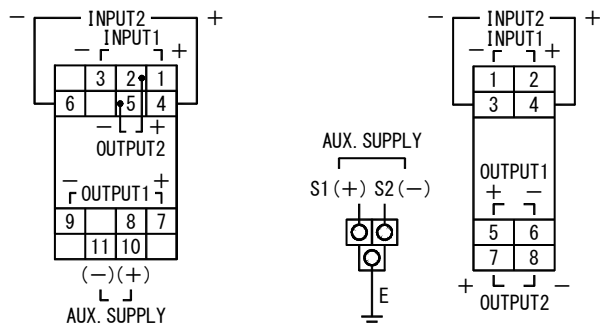 − INPUT2 +
− INPUT1 +
3 2 1
6 5 4
− +
OUTPUT2
− OUTPUT1 +
9 8 7
11 10
(−) (+)
AUX. SUPPLY
AUX. SUPPLY
S1(+) S2(−)
E
− INPUT2 +
− INPUT1 +
1 2
3 4
OUTPUT1
+ −
5 6
7 8
+ OUTPUT2 −